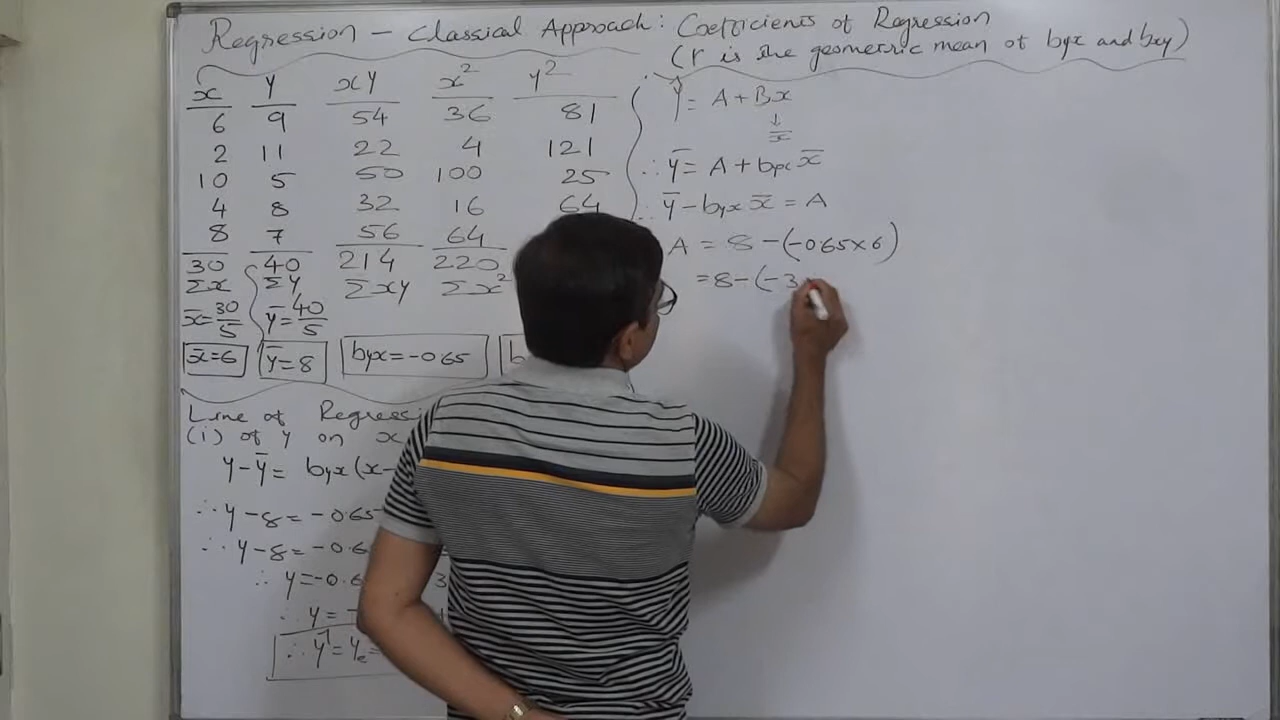 Regression – Classical Approach: Coefficients of Regression
(r is the geometric mean of byx and bxy)
x y xy x² y²
6 9 54 36 81
2 11 22 4 121
10 5 50 100 25
4 8 32 16 64
8 7 56 64
30 40 214 220
Σx Σy Σxy Σx²
x̄=30/5 ȳ=40/5
x̄=6 ȳ=8 byx=-0.65 b
Line of Regressi
(i) of y on x
y-ȳ= byx(x-
∴ y-8=-0.65
∴ y-8=-0.6
∴ y=-0.6 3
∴ y=
∴ Ye=
Y = A+Bx
↓
x̄
∴ ȳ= A+byx x̄
∴ ȳ-byx x̄ = A
A = 8-(-0.65×6)
=8-(-3